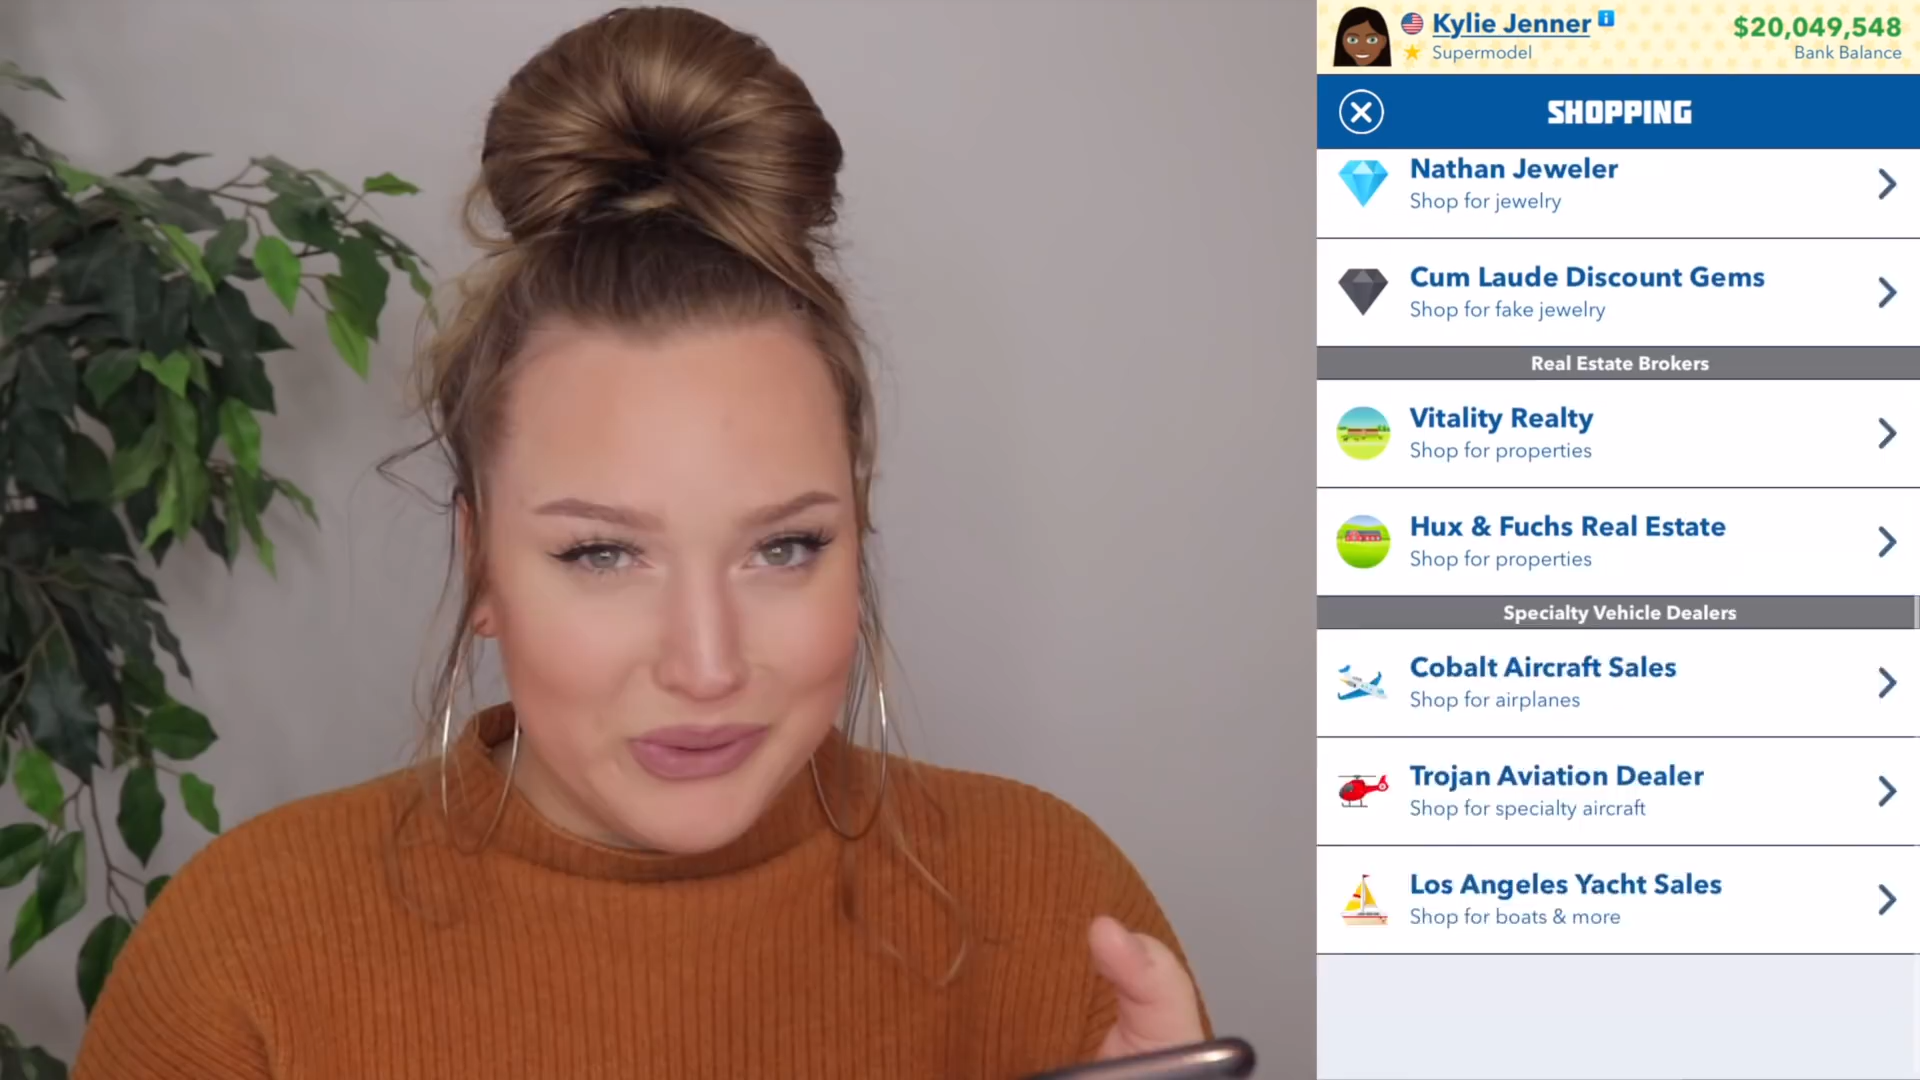 Kylie Jenner
Supermodel
$20,049,548
Bank Balance
SHOPPING
Nathan Jeweler
Shop for jewelry
Cum Laude Discount Gems
Shop for fake jewelry
Real Estate Brokers
Vitality Realty
Shop for properties
Hux & Fuchs Real Estate
Shop for properties
Specialty Vehicle Dealers
Cobalt Aircraft Sales
Shop for airplanes
Trojan Aviation Dealer
Shop for specialty aircraft
Los Angeles Yacht Sales
Shop for boats & more